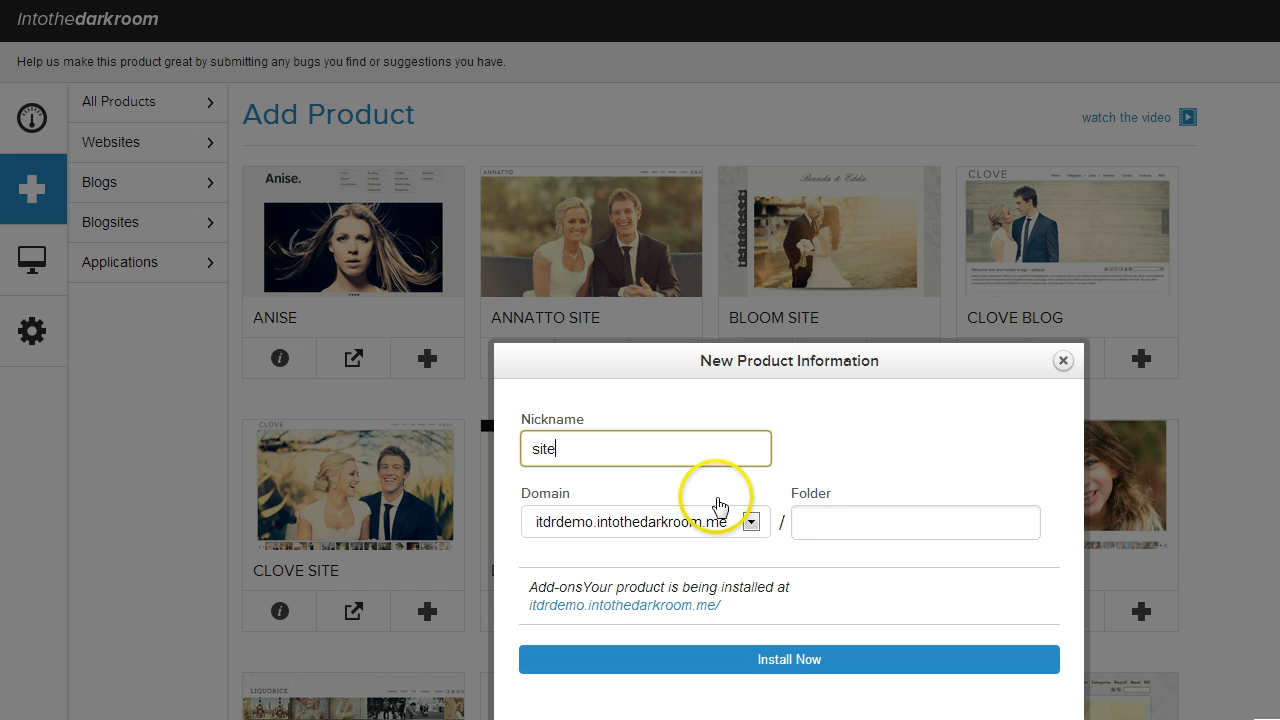 Intothedarkroom
Help us make this product great by submitting any bugs you find or suggestions you have.
All Products
Websites
Blogs
Blogsites
Applications
Add Product
watch the video
Anise.
ANNATTO
Brenda & Eddie
CLOVE
ANISE
ANNATTO SITE
BLOOM SITE
CLOVE BLOG
New Product Information
Nickname
site
Domain
Folder
itdrdemo.intothedarkroom.me
/
Add-onsYour product is being installed at
itdrdemo.intothedarkroom.me/
Install Now
CLOVE
CLOVE SITE
LIQUORICE